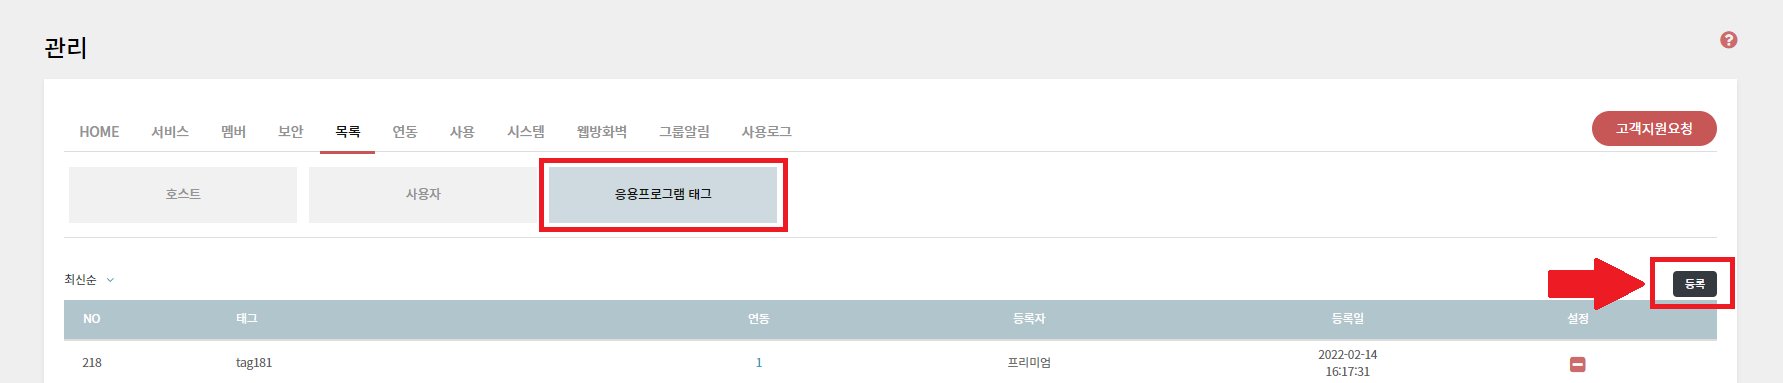 관리
HOME 서비스 멤버 보안 목록 연동 사용 시스템 웹방화벽 그룹알림 사용로그 고객지원요청
호스트 사용자 응용프로그램 태그
최신순 등록
NO 태그 연동 등록자 등록일 설정
218 tag181 1 프리미엄 2022-02-14
16:17:31